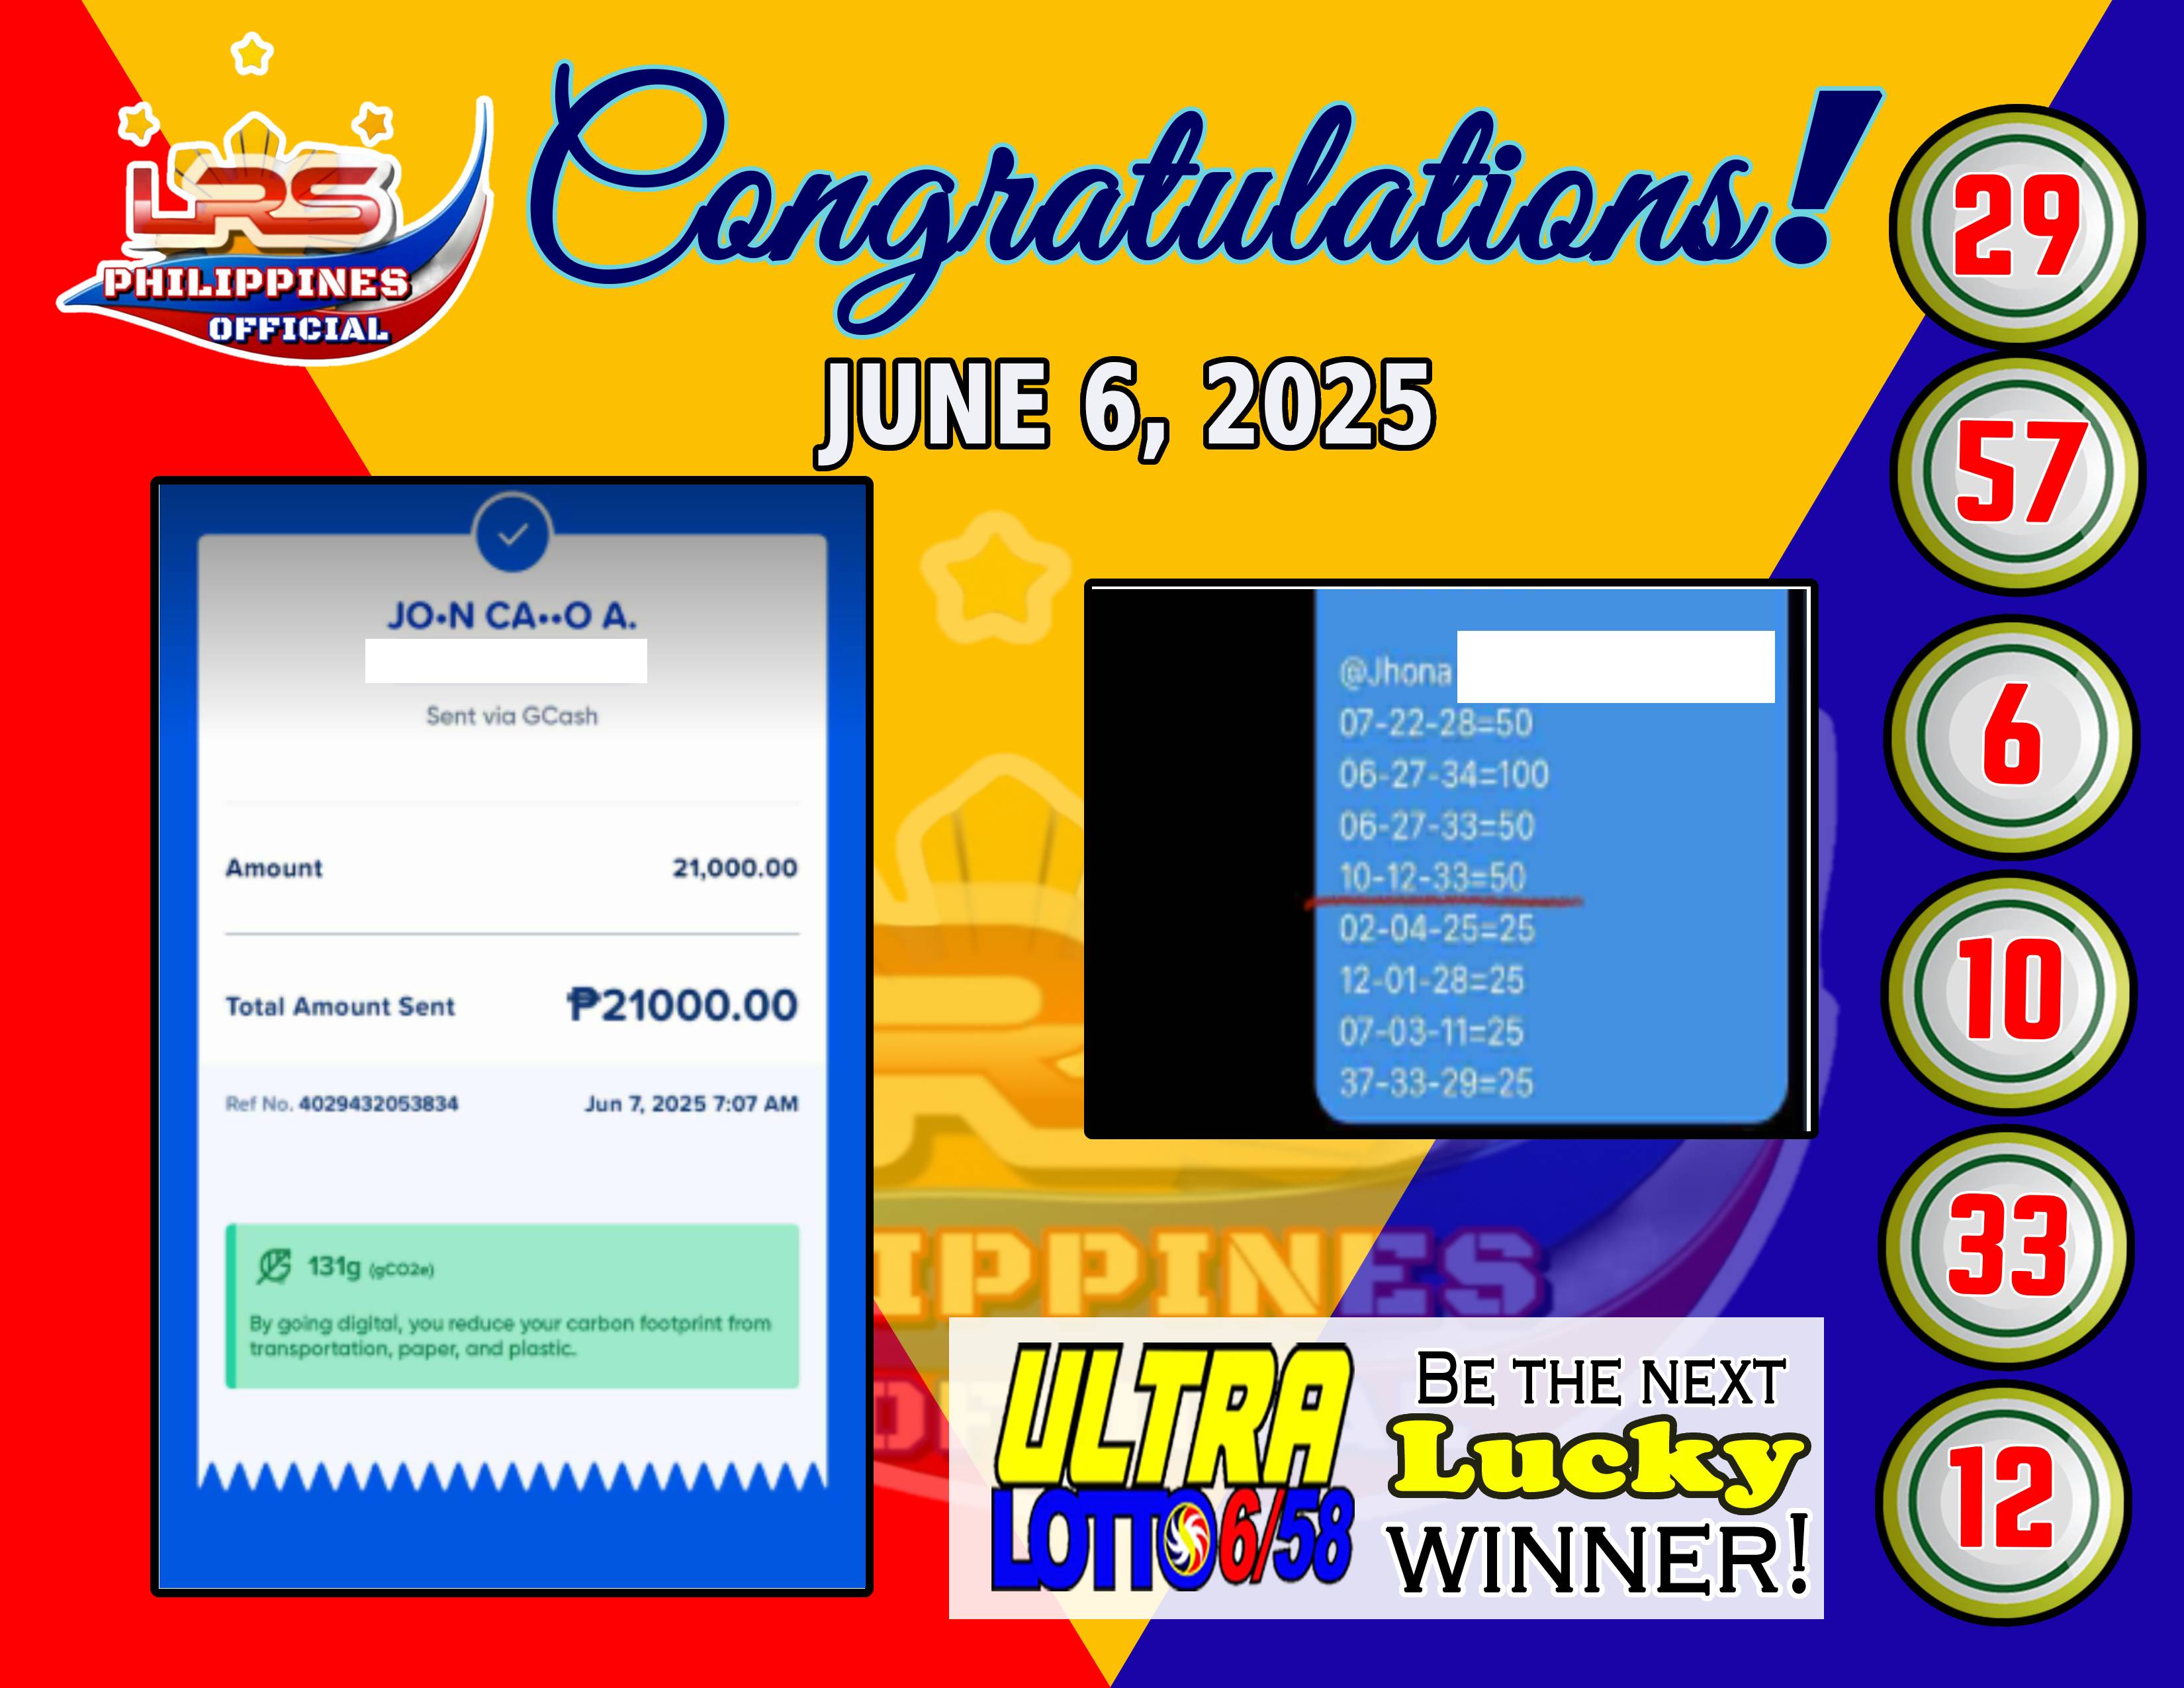 LRS
PHILIPPINES
OFFICIAL
Congratulations!
JUNE 6, 2025
JO•N CA••O A.
Sent via GCash
Amount 21,000.00
Total Amount Sent ₱21000.00
Ref No. 4029432053834 Jun 7, 2025 7:07 AM
131g (gCO2e)
By going digital, you reduce your carbon footprint from
transportation, paper, and plastic.
@Jhona
07-22-28=50
06-27-34=100
06-27-33=50
10-12-33=50
02-04-25=25
12-01-28=25
07-03-11=25
37-33-29=25
IPPINES
ULTRA
LOTTO 6/58
BE THE NEXT
Lucky
WINNER!
29
57
6
10
33
12